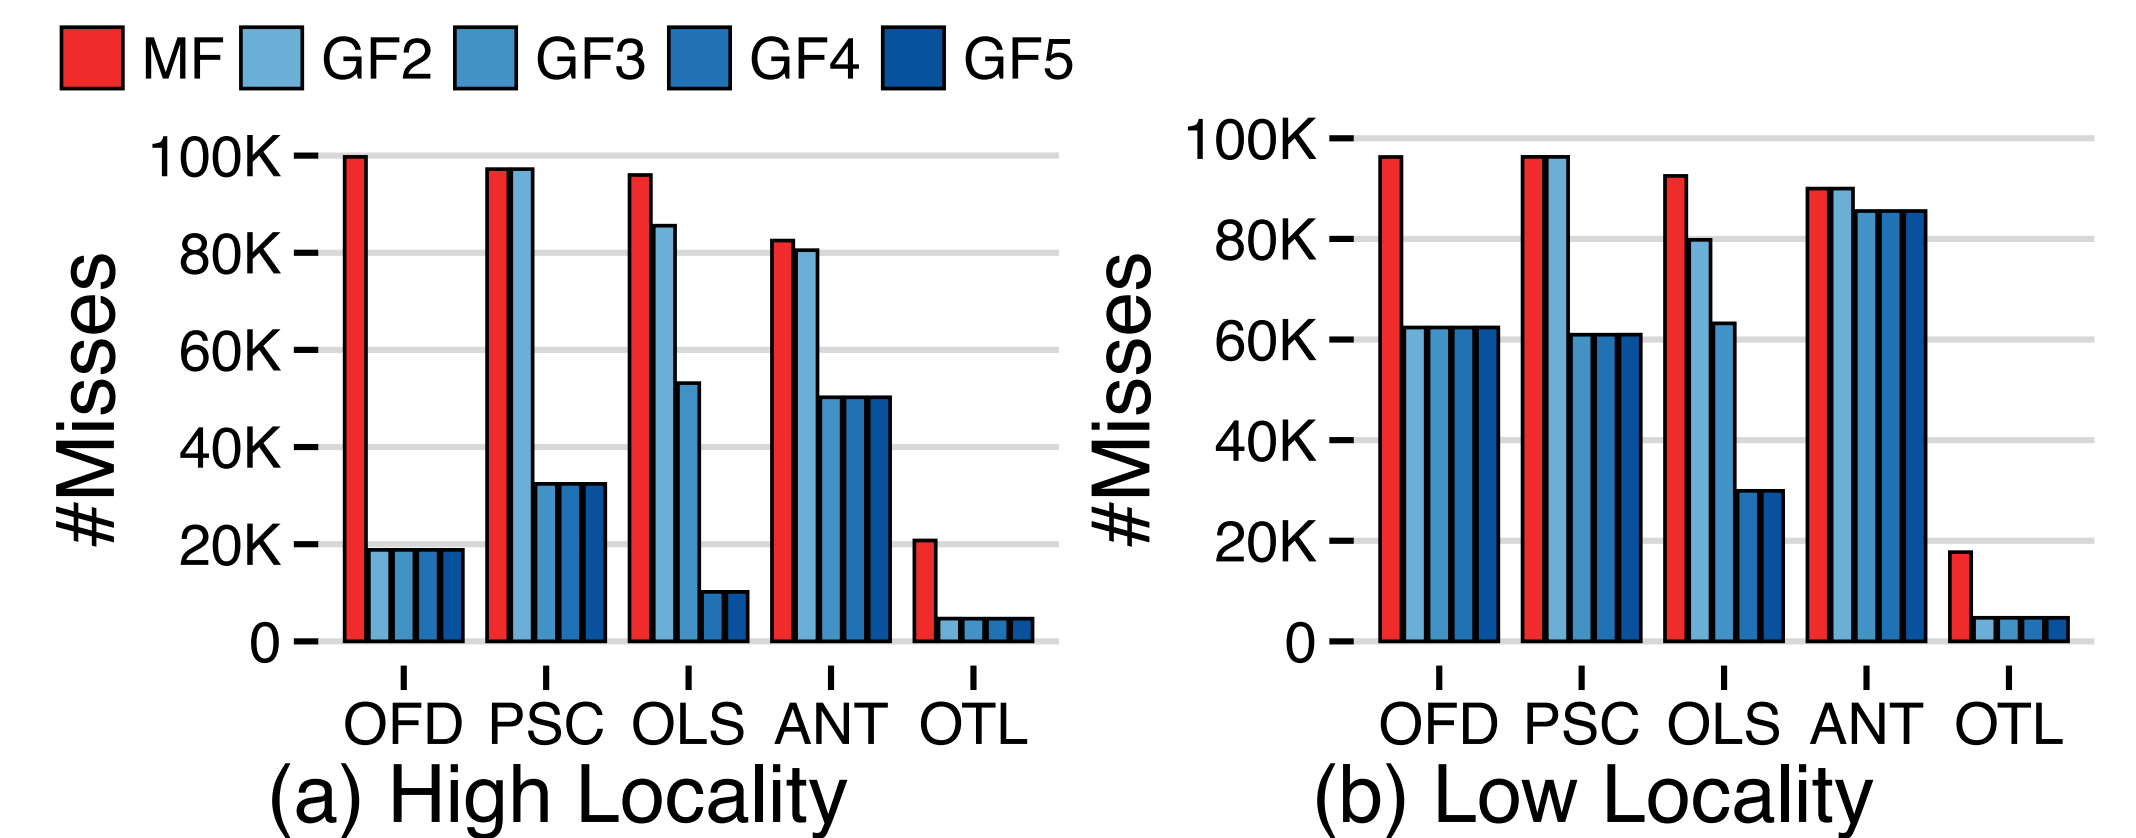 MF GF2 GF3 GF4 GF5
#Misses
100K
80K
60K
40K
20K
0
OFD PSC OLS ANT OTL
(a) High Locality
#Misses
100K
80K
60K
40K
20K
0
OFD PSC OLS ANT OTL
(b) Low Locality